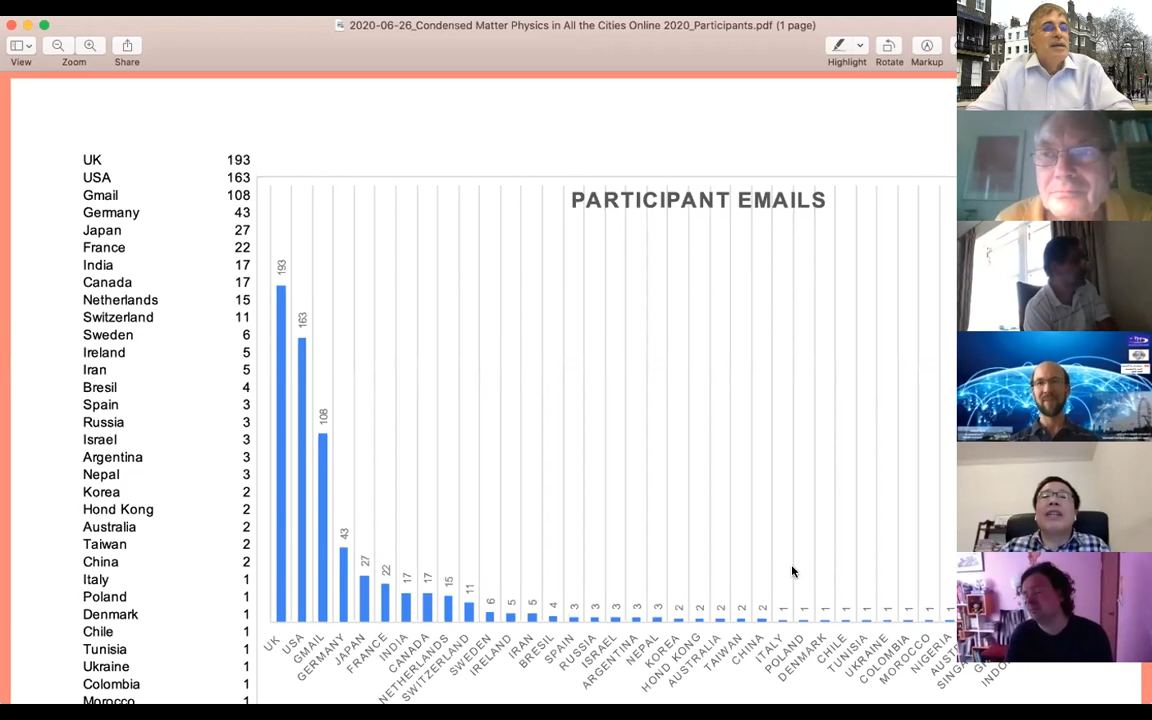 2020-06-26_Condensed Matter Physics in All the Cities Online 2020_Participants.pdf (1 page)
View
Zoom
Share
Highlight
Rotate
Markup
UK 193
USA 163
Gmail 108
Germany 43
Japan 27
France 22
India 17
Canada 17
Netherlands 15
Switzerland 11
Sweden 6
Ireland 5
Iran 5
Bresil 4
Spain 3
Russia 3
Israel 3
Argentina 3
Nepal 3
Korea 2
Hond Kong 2
Australia 2
Taiwan 2
China 2
Italy 1
Poland 1
Denmark 1
Chile 1
Tunisia 1
Ukraine 1
Colombia 1
Morocco 1
PARTICIPANT EMAILS
193
163
108
43
27
22
17
17
15
11
6
5
5
4
3
3
3
3
3
2
2
2
2
2
1
1
1
1
1
1
1
1
1
UK
USA
GMAIL
GERMANY
JAPAN
FRANCE
INDIA
CANADA
NETHERLANDS
SWITZERLAND
SWEDEN
IRELAND
IRAN
BRESIL
SPAIN
RUSSIA
ISRAEL
ARGENTINA
NEPAL
KOREA
HOND KONG
AUSTRALIA
TAIWAN
CHINA
ITALY
POLAND
DENMARK
CHILE
TUNISIA
UKRAINE
COLOMBIA
MOROCCO
NIGERIA